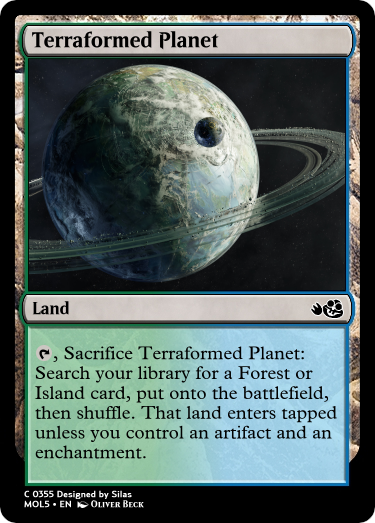 Terraformed Planet
Land
, Sacrifice Terraformed Planet:
Search your library for a Forest or
Island card, put onto the battlefield,
then shuffle. That land enters tapped
unless you control an artifact and an
enchantment.
C 0355 Designed by Silas
MOL5 • EN Oliver Beck